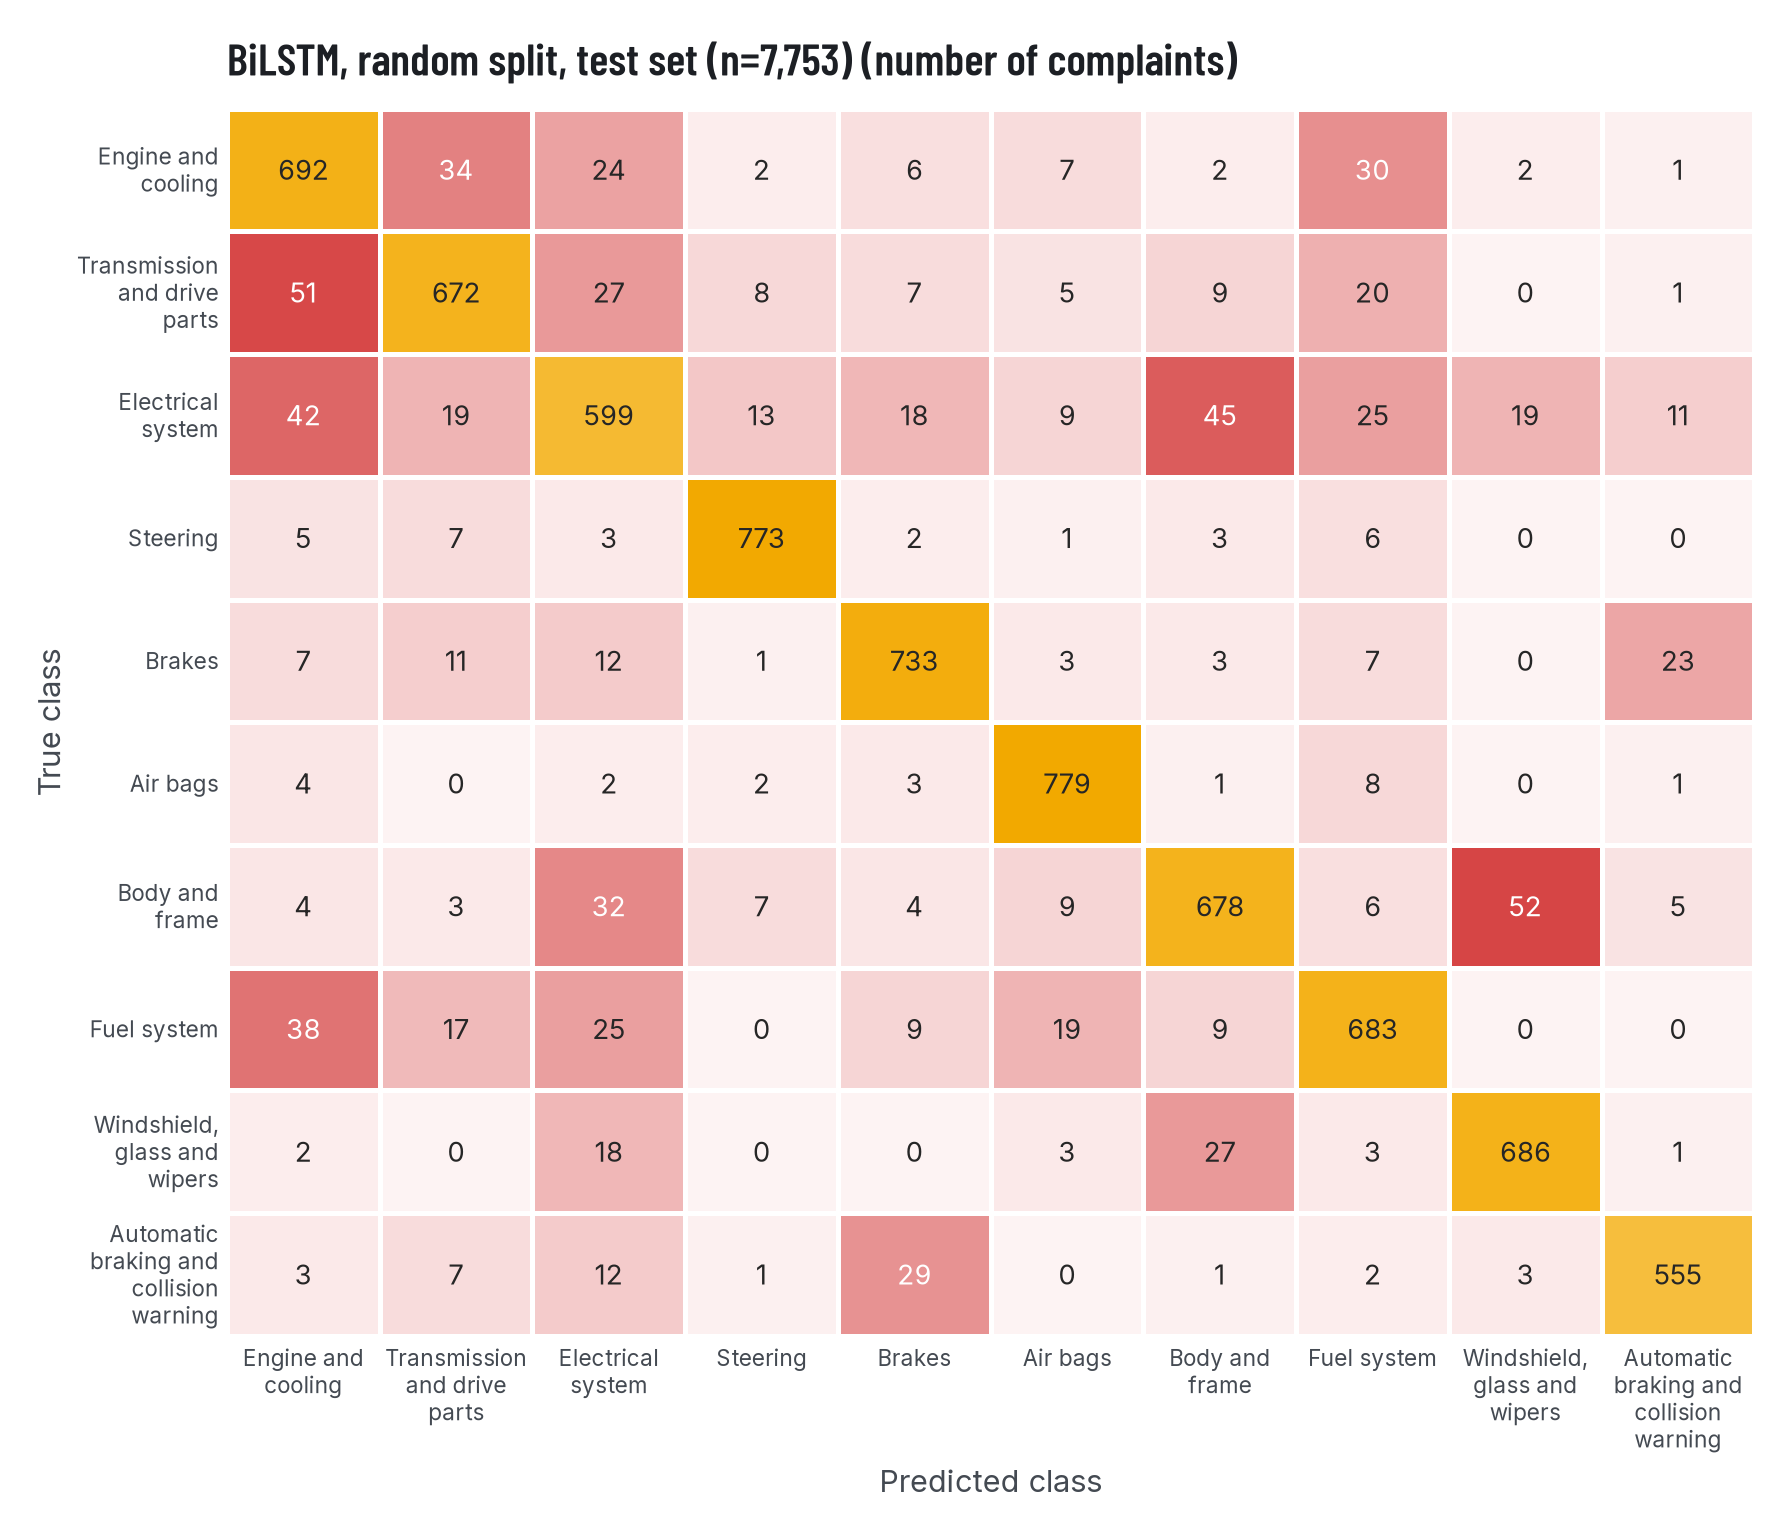 BiLSTM, random split, test set (n=7,753) (number of complaints)
Engine and
cooling
692 34 24 2 6 7 2 30 2 1
Transmission
and drive
parts
51 672 27 8 7 5 9 20 0 1
Electrical
system
42 19 599 13 18 9 45 25 19 11
Steering
5 7 3 773 2 1 3 6 0 0
Brakes
7 11 12 1 733 3 3 7 0 23
Air bags
4 0 2 2 3 779 1 8 0 1
Body and
frame
4 3 32 7 4 9 678 6 52 5
Fuel system
38 17 25 0 9 19 9 683 0 0
Windshield,
glass and
wipers
2 0 18 0 0 3 27 3 686 1
Automatic
braking and
collision
warning
3 7 12 1 29 0 1 2 3 555
True class
Engine and
cooling
Transmission
and drive
parts
Electrical
system
Steering
Brakes
Air bags
Body and
frame
Fuel system
Windshield,
glass and
wipers
Automatic
braking and
collision
warning
Predicted class